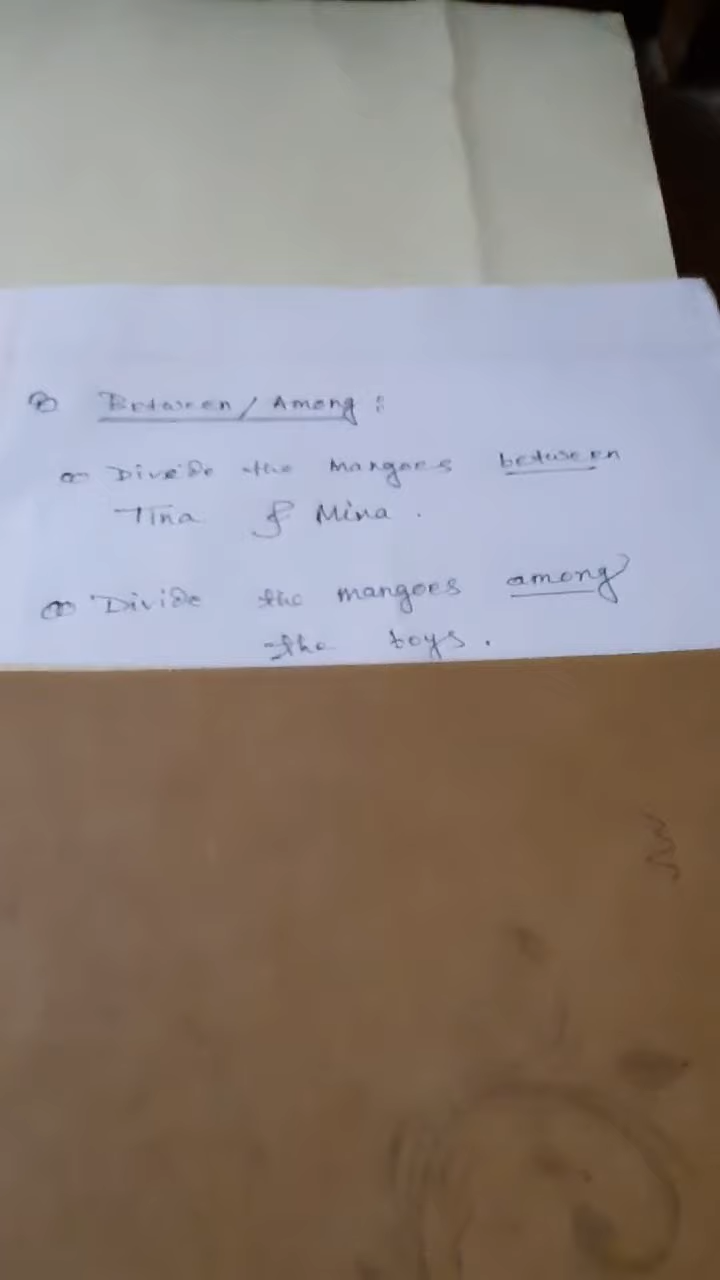 Between / Among :
Divide the mangoes between
Tina & Mina .
Divide the mangoes among
the boys .